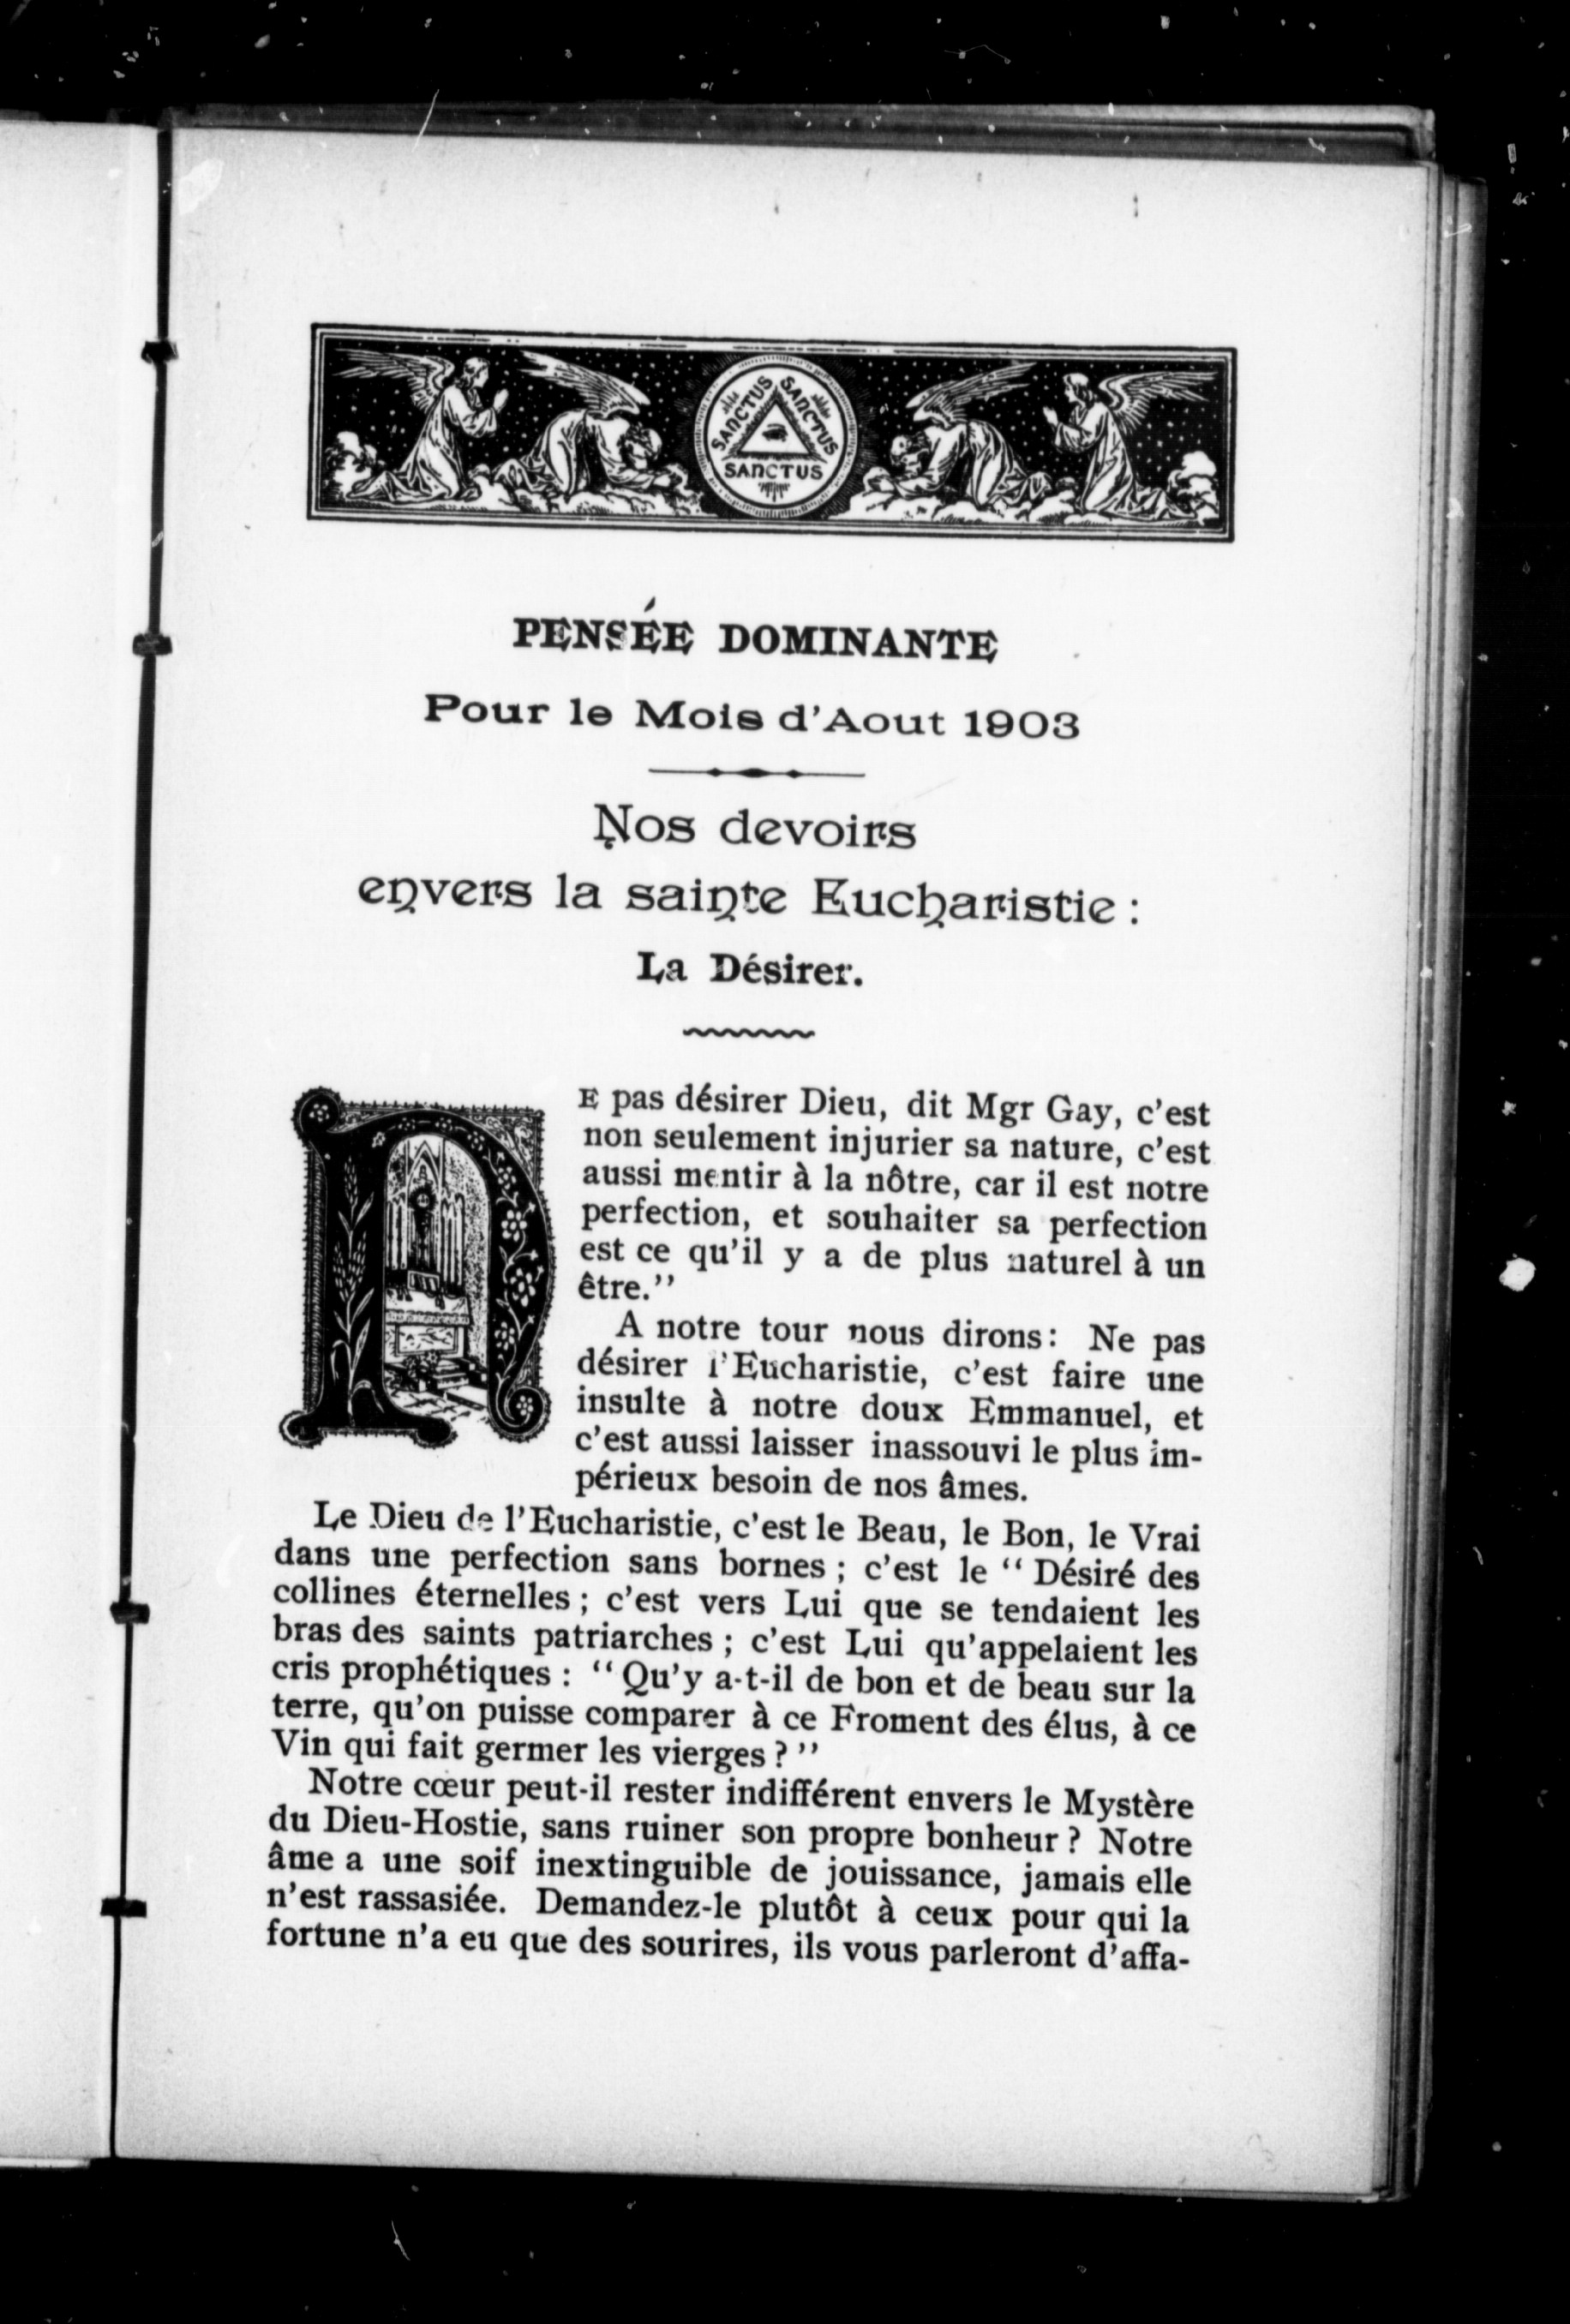 SANCTUS SANCTUS
SANCTUS
PENSÉE DOMINANTE
Pour le Mois d'Aout 1903
Nos devoirs
envers la sainte Eucharistie :
La Désirer.
NE pas désirer Dieu, dit Mgr Gay, c'est
non seulement injurier sa nature, c'est
aussi mentir à la nôtre, car il est notre
perfection, et souhaiter sa perfection
est ce qu'il y a de plus naturel à un
être."
A notre tour nous dirons: Ne pas
désirer l'Eucharistie, c'est faire une
insulte à notre doux Emmanuel, et
c'est aussi laisser inassouvi le plus im-
périeux besoin de nos âmes.
Le Dieu de l'Eucharistie, c'est le Beau, le Bon, le Vrai
dans une perfection sans bornes ; c'est le " Désiré des
collines éternelles ; c'est vers Lui que se tendaient les
bras des saints patriarches ; c'est Lui qu'appelaient les
cris prophétiques : " Qu'y a-t-il de bon et de beau sur la
terre, qu'on puisse comparer à ce Froment des élus, à ce
Vin qui fait germer les vierges ? "
Notre cœur peut-il rester indifférent envers le Mystère
du Dieu-Hostie, sans ruiner son propre bonheur ? Notre
âme a une soif inextinguible de jouissance, jamais elle
n'est rassasiée. Demandez-le plutôt à ceux pour qui la
fortune n'a eu que des sourires, ils vous parleront d'affa-